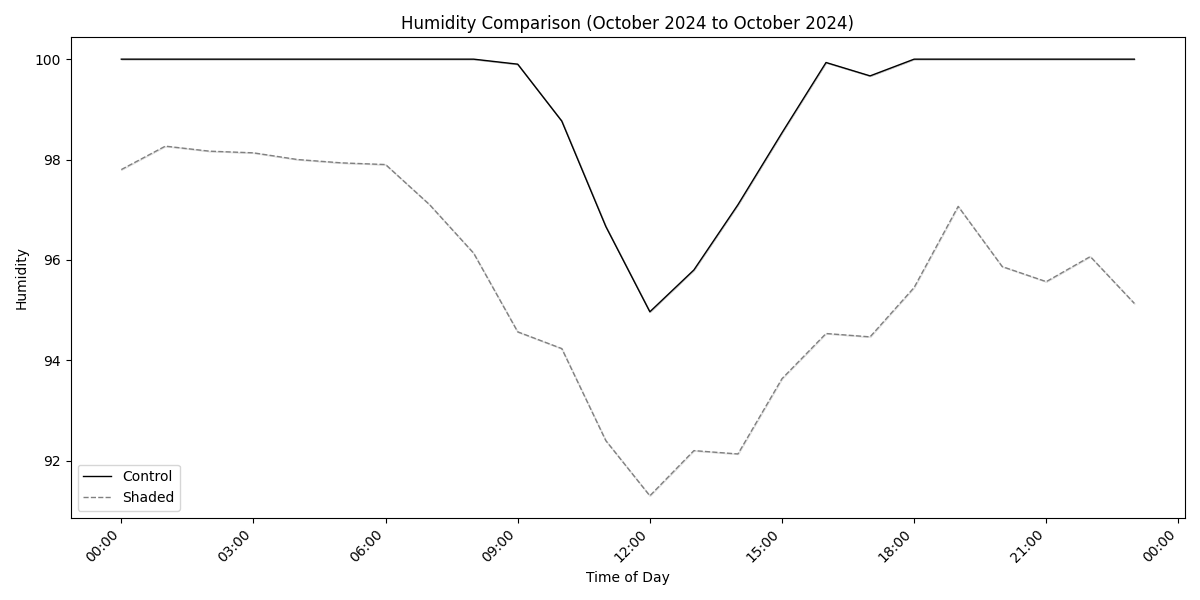 Humidity Comparison (October 2024 to October 2024)
100
98
96
94
92
Humidity
Control
Shaded
00:00
03:00
06:00
09:00
12:00
15:00
18:00
21:00
00:00
Time of Day